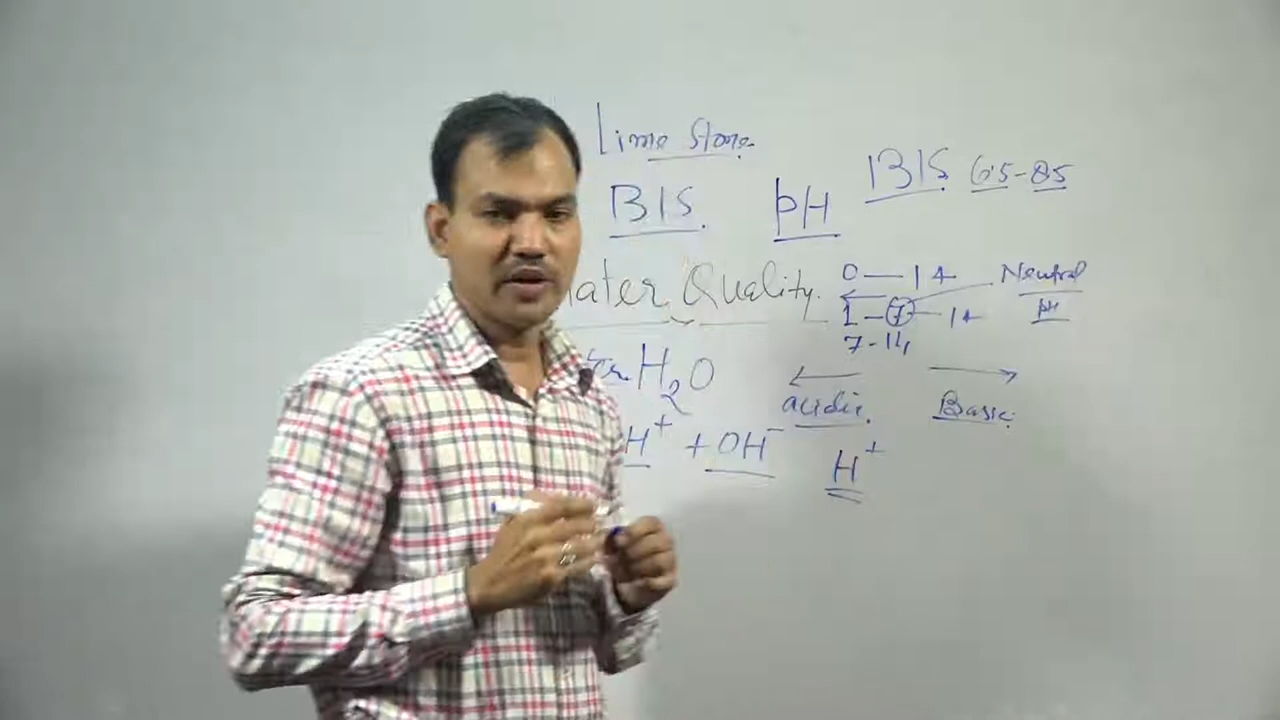 Lime Stone
BIS. pH BIS 6.5-8.5
ater Quality.
0 — 14 Neutral
1 — 7 — 14 pH
7-14
H2O
acidic. Basic.
H+ + OH- H+